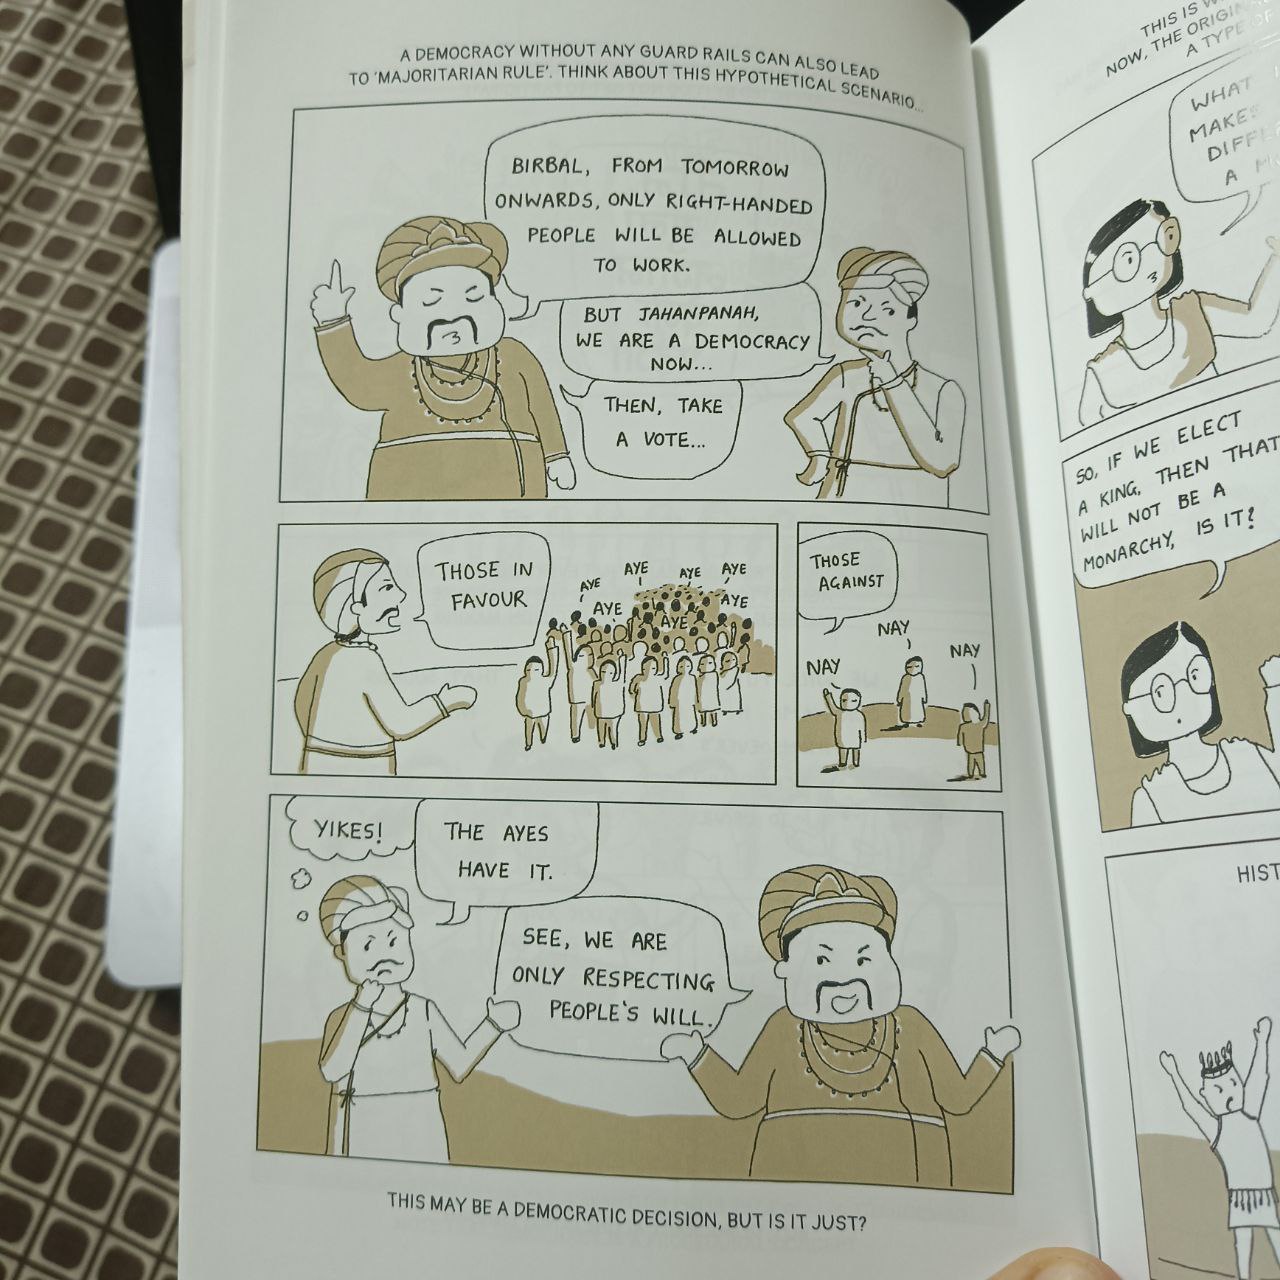 A DEMOCRACY WITHOUT ANY GUARD RAILS CAN ALSO LEAD
TO 'MAJORITARIAN RULE'. THINK ABOUT THIS HYPOTHETICAL SCENARIO...
BIRBAL, FROM TOMORROW
ONWARDS, ONLY RIGHT-HANDED
PEOPLE WILL BE ALLOWED
TO WORK.
BUT JAHANPANAH,
WE ARE A DEMOCRACY
NOW...
THEN, TAKE
A VOTE...
THOSE IN
FAVOUR
AYE
AYE
AYE
AYE
AYE
AYE
AYE
THOSE
AGAINST
NAY
NAY
NAY
YIKES!
THE AYES
HAVE IT.
SEE, WE ARE
ONLY RESPECTING
PEOPLE'S WILL.
THIS MAY BE A DEMOCRATIC DECISION, BUT IS IT JUST?
THIS IS
NOW, THE
A TYPE
WHAT
MAKES
A
SO, IF WE ELECT
A KING, THEN THAT
WILL NOT BE A
MONARCHY, IS IT?